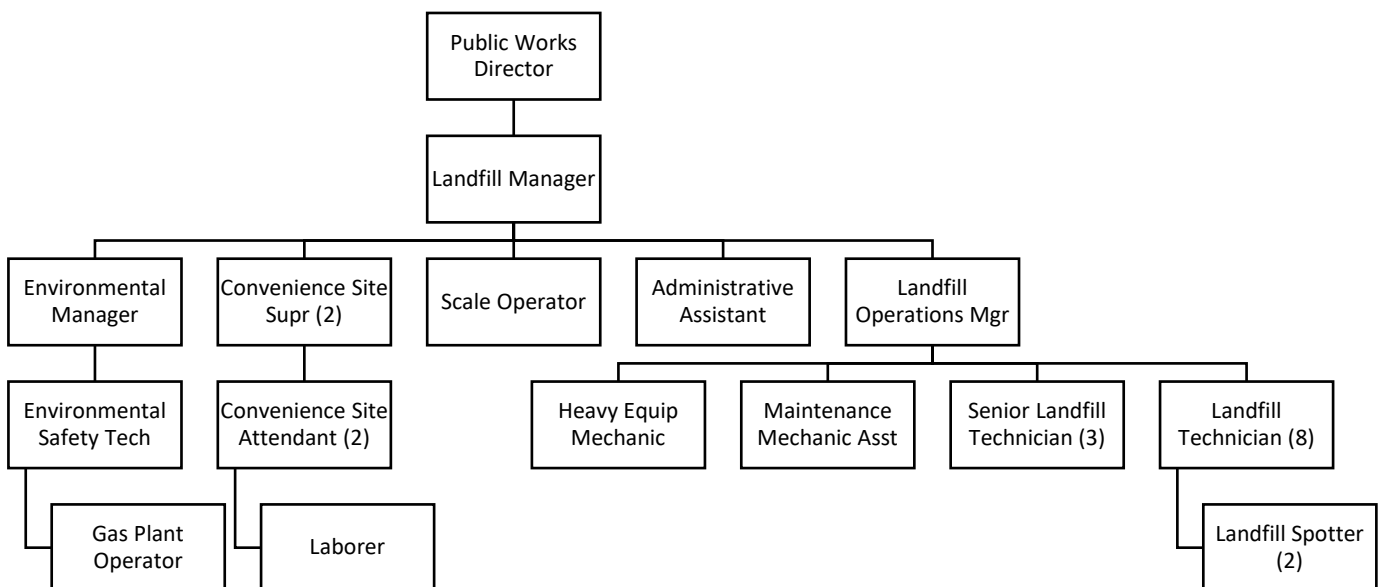 Public Works
Director
Landfill Manager
Environmental
Manager
Convenience Site
Supr (2)
Scale Operator
Administrative
Assistant
Landfill
Operations Mgr
Environmental
Safety Tech
Convenience Site
Attendant (2)
Heavy Equip
Mechanic
Maintenance
Mechanic Asst
Senior Landfill
Technician (3)
Landfill
Technician (8)
Gas Plant
Operator
Laborer
Landfill Spotter
(2)